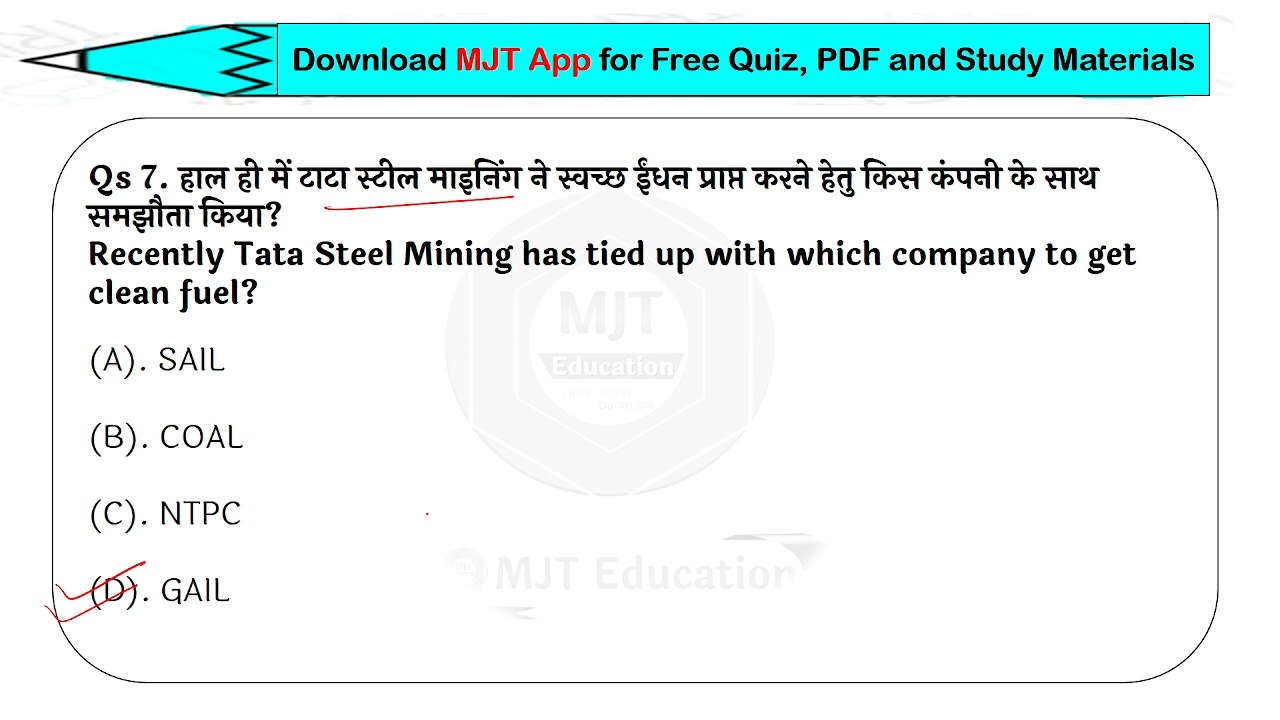 Download MJT App for Free Quiz, PDF and Study Materials
Qs 7. हाल ही में टाटा स्टील माइनिंग ने स्वच्छ ईंधन प्राप्त करने हेतु किस कंपनी के साथ
समझौता किया?
Recently Tata Steel Mining has tied up with which company to get
clean fuel?
MJT
Education
(A). SAIL
(B). COAL
(C). NTPC
MJT Education
(D). GAIL